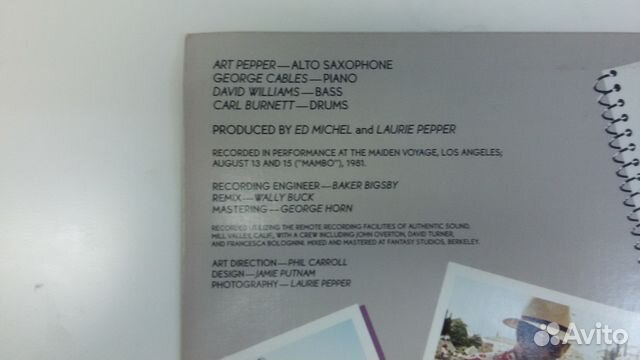 ART PEPPER—ALTO SAXOPHONE
GEORGE CABLES—PIANO
DAVID WILLIAMS—BASS
CARL BURNETT—DRUMS
PRODUCED BY ED MICHEL and LAURIE PEPPER
RECORDED IN PERFORMANCE AT THE MAIDEN VOYAGE, LOS ANGELES;
AUGUST 13 AND 15 ("MAMBO"), 1981.
RECORDING ENGINEER—BAKER BIGSBY
REMIX—WALLY BUCK
MASTERING—GEORGE HORN
RECORDED UTILIZING THE REMOTE RECORDING FACILITIES OF AUTHENTIC SOUND,
MILL VALLEY, CALIF., WITH A CREW INCLUDING JOHN OVERTON, DAVID TURNER,
AND FRANCESCA BOLOGNINI. MIXED AND MASTERED AT FANTASY STUDIOS, BERKELEY.
ART DIRECTION—PHIL CARROLL
DESIGN—JAMIE PUTNAM
PHOTOGRAPHY—LAURIE PEPPER
Avito